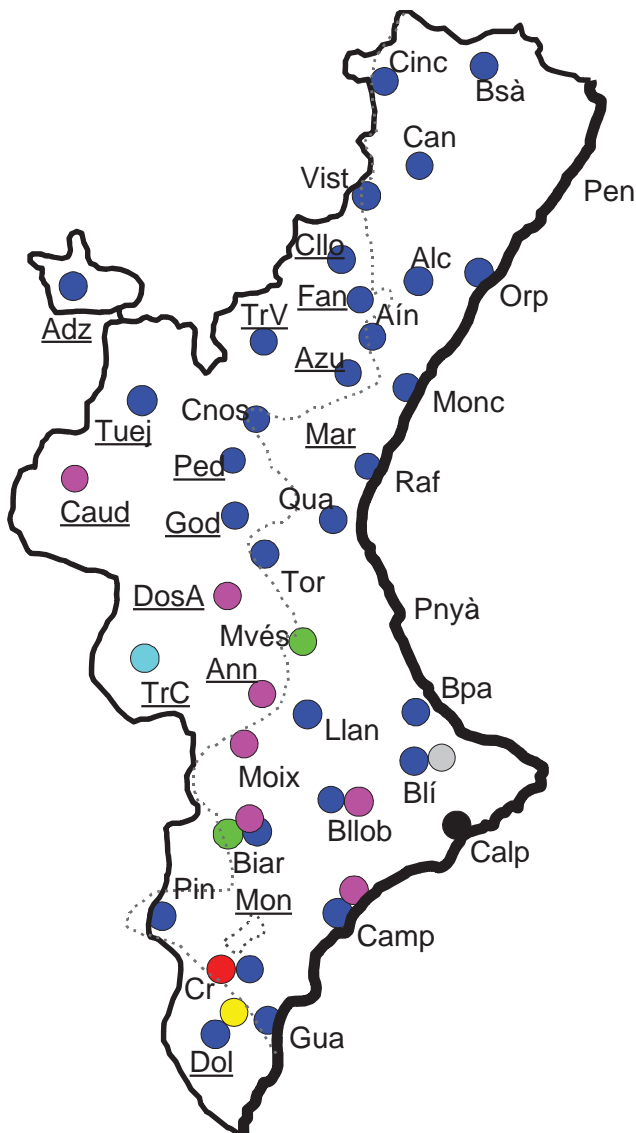 Cinc
Bsà
Can
Vist
Pen
Cllo
Alc
Orp
Fan
Adz
TrV
Aín
Azu
Monc
Cnos
Tuej
Mar
Ped
Raf
Caud
Qua
God
Tor
DosA
Pnyà
Mvés
Ann
TrC
Bpa
Llan
Moix
Blí
Bllob
Calp
Biar
Pin
Mon
Camp
Cr
Gua
Dol